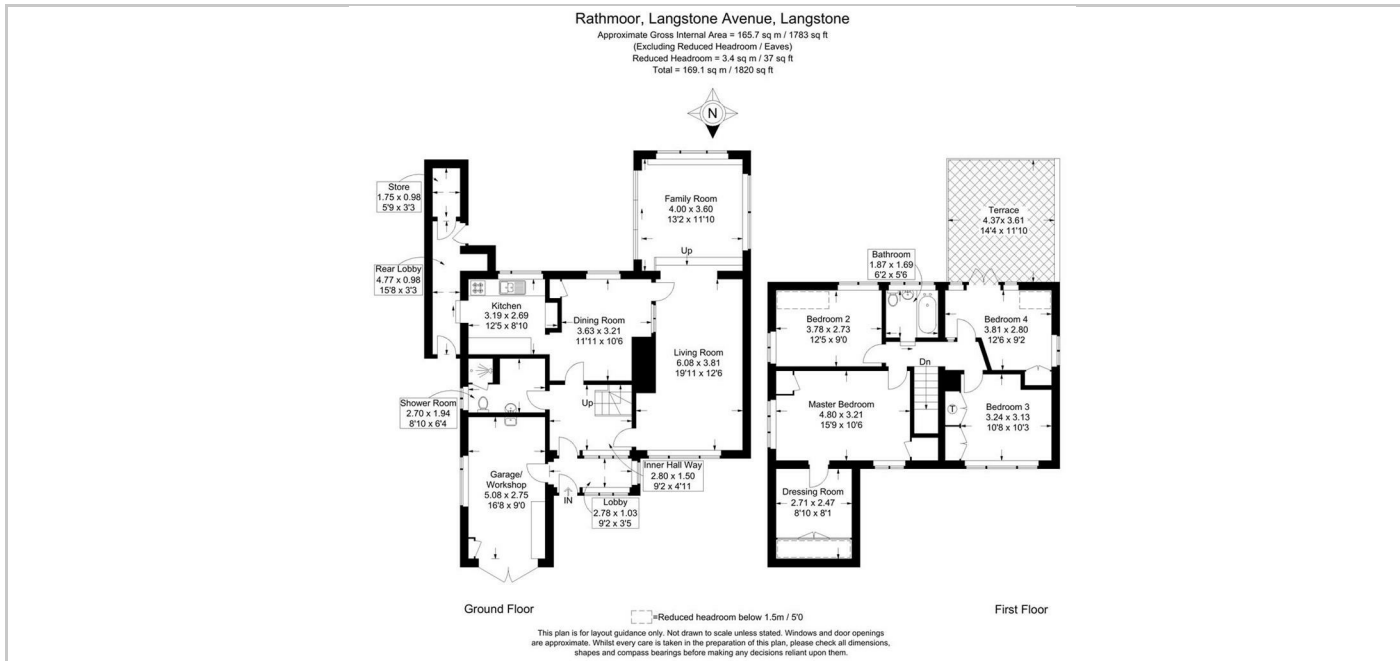 Rathmoor, Langstone Avenue, Langstone
Approximate Gross Internal Area = 165.7 sq m / 1783 sq ft
(Excluding Reduced Headroom / Eaves)
Reduced Headroom = 3.4 sq m / 37 sq ft
Total = 169.1 sq m / 1820 sq ft
N
Store
1.75 x 0.98
5'9 x 3'3
Family Room
4.00 x 3.60
13'2 x 11'10
Up
Rear Lobby
4.77 x 0.98
15'8 x 3'3
Kitchen
3.19 x 2.69
12'5 x 8'10
Dining Room
3.63 x 3.21
11'11 x 10'6
Living Room
6.08 x 3.81
19'11 x 12'6
Up
Shower Room
2.70 x 1.94
8'10 x 6'4
Garage/
Workshop
5.08 x 2.75
16'8 x 9'0
IN
Inner Hall Way
2.80 x 1.50
9'2 x 4'11
Lobby
2.78 x 1.03
9'2 x 3'5
Ground Floor
Terrace
4.37x 3.61
14'4 x 11'10
Bathroom
1.87 x 1.69
6'2 x 5'6
Bedroom 2
3.78 x 2.73
12'5 x 9'0
Bedroom 4
3.81 x 2.80
12'6 x 9'2
Dn
Master Bedroom
4.80 x 3.21
15'9 x 10'6
T
Bedroom 3
3.24 x 3.13
10'8 x 10'3
Dressing Room
2.71 x 2.47
8'10 x 8'1
First Floor
=Reduced headroom below 1.5m / 5'0
This plan is for layout guidance only. Not drawn to scale unless stated. Windows and door openings
are approximate. Whilst every care is taken in the preparation of this plan, please check all dimensions,
shapes and compass bearings before making any decisions reliant upon them.